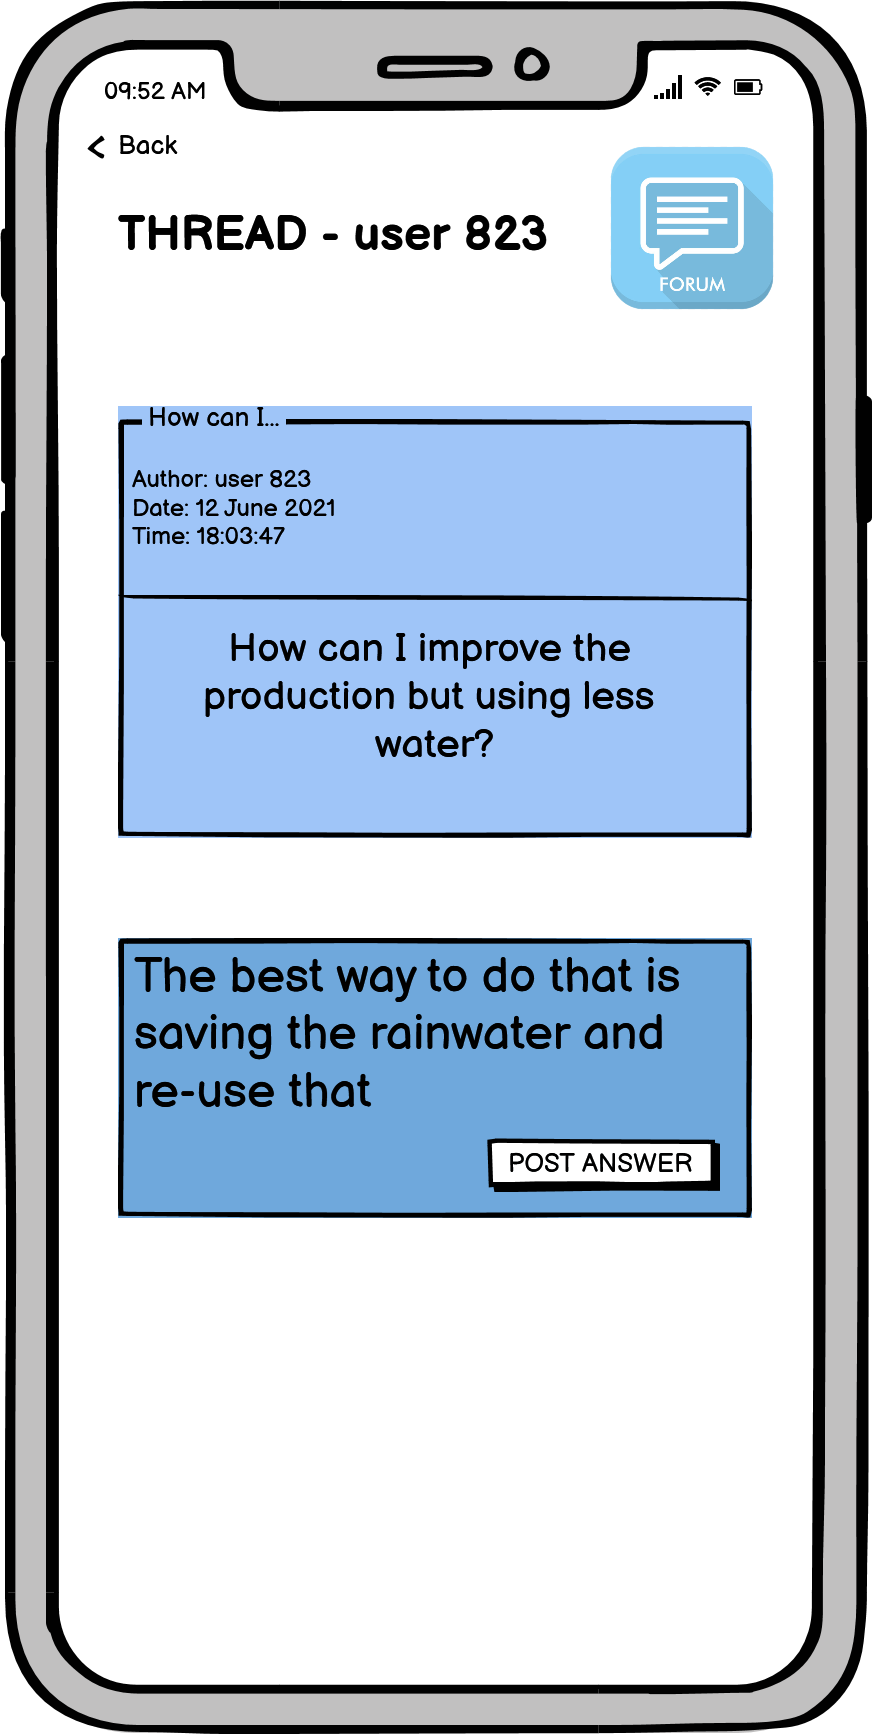 09:52 AM
Back
THREAD - user 823
FORUM
How can I...
Author: user 823
Date: 12 June 2021
Time: 18:03:47
How can I improve the
production but using less
water?
The best way to do that is
saving the rainwater and
re-use that
POST ANSWER